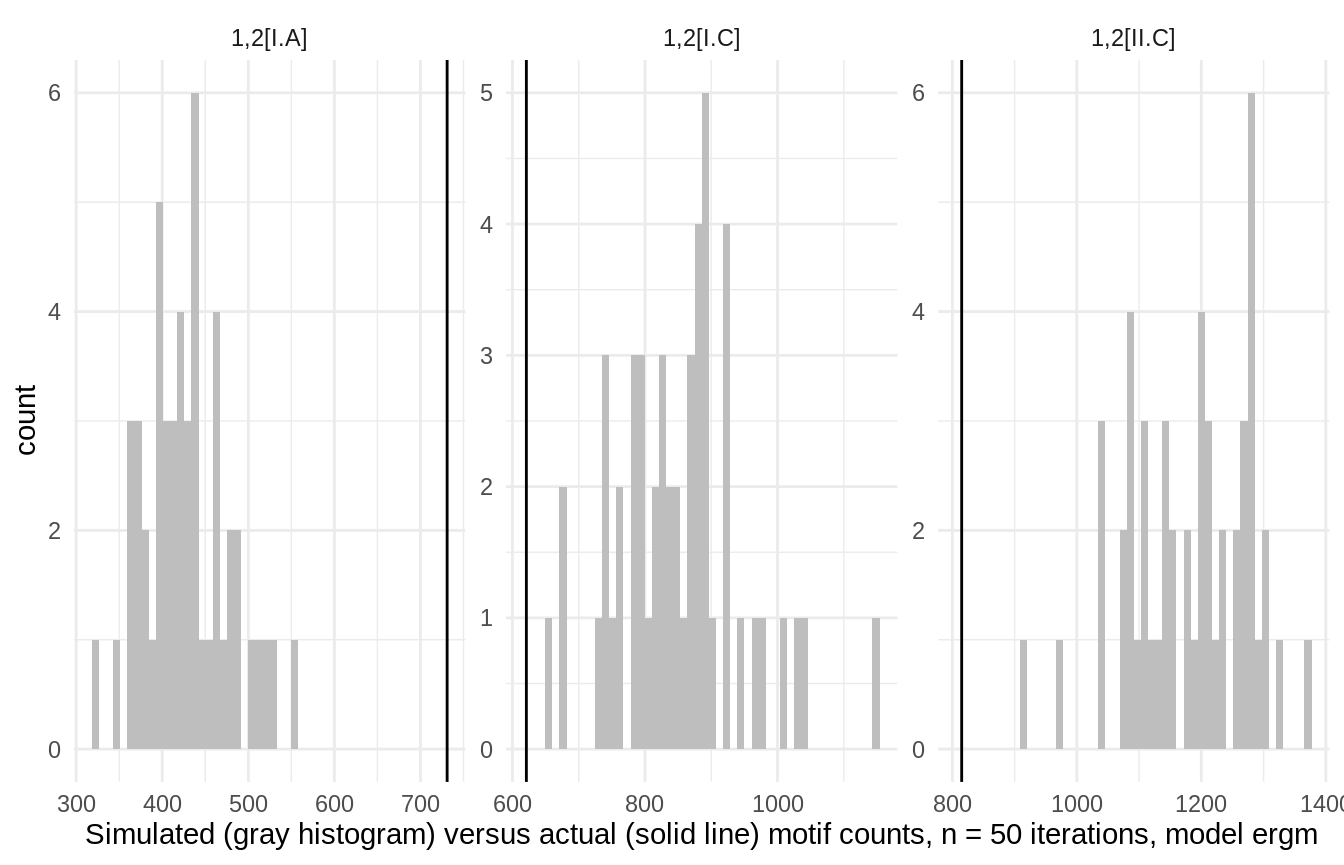 1,2[I.A]
1,2[I.C]
1,2[II.C]
6
4
2
0
5
4
3
2
1
0
6
4
2
0
count
300 400 500 600 700
600 800 1000
800 1000 1200 1400
Simulated (gray histogram) versus actual (solid line) motif counts, n = 50 iterations, model ergm